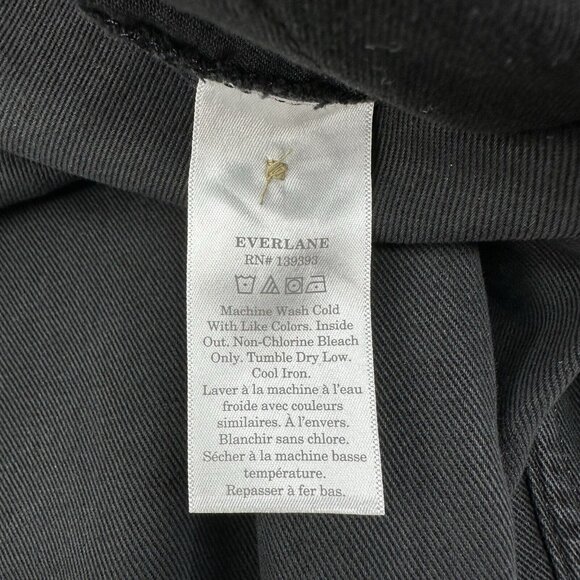 EVERLANE
RN# 139393
Machine Wash Cold
With Like Colors. Inside
Out. Non-Chlorine Bleach
Only. Tumble Dry Low.
Cool Iron.
Laver à la machine à l'eau
froide avec couleurs
similaires. À l'envers.
Blanchir sans chlore.
Sécher à la machine basse
température.
Repasser à fer bas.